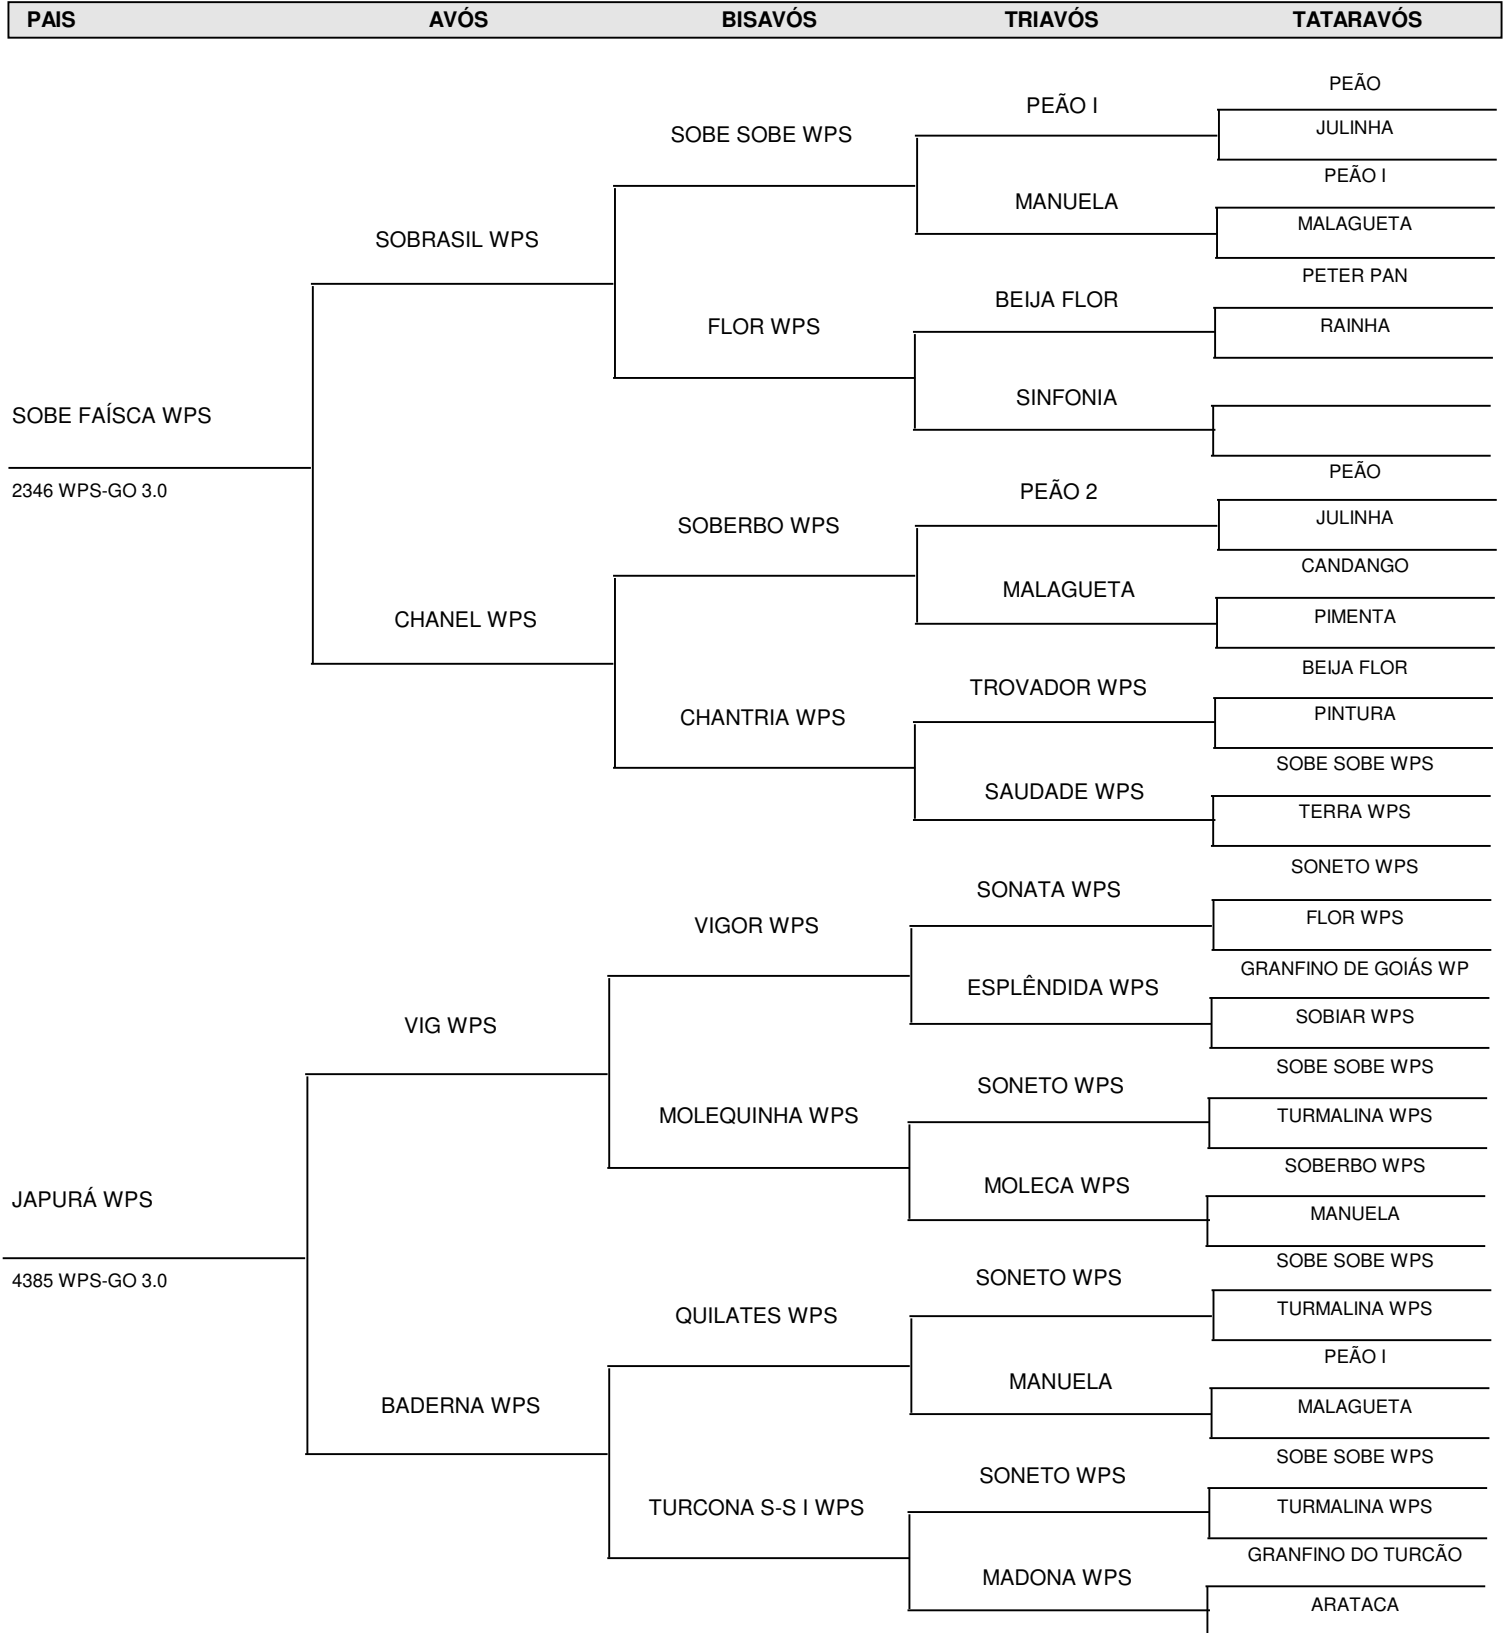 PAIS AVÓS BISAVÓS TRIAVÓS TATARAVÓS
PEÃO
PEÃO I
JULINHA
SOBE SOBE WPS
PEÃO I
MANUELA
MALAGUETA
SOBRASIL WPS
PETER PAN
BEIJA FLOR
FLOR WPS
RAINHA
SINFONIA
SOBE FAÍSCA WPS
2346 WPS-GO 3.0
PEÃO
PEÃO 2
JULINHA
SOBERBO WPS
CANDANGO
MALAGUETA
CHANEL WPS
PIMENTA
BEIJA FLOR
TROVADOR WPS
CHANTRIA WPS
PINTURA
SOBE SOBE WPS
SAUDADE WPS
TERRA WPS
SONETO WPS
SONATA WPS
VIGOR WPS
FLOR WPS
GRANFINO DE GOIÁS WP
ESPLÊNDIDA WPS
VIG WPS
SOBIAR WPS
SOBE SOBE WPS
SONETO WPS
MOLEQUINHA WPS
TURMALINA WPS
SOBERBO WPS
MOLECA WPS
JAPURÁ WPS
MANUELA
4385 WPS-GO 3.0
SOBE SOBE WPS
SONETO WPS
QUILATES WPS
TURMALINA WPS
PEÃO I
MANUELA
BADERNA WPS
MALAGUETA
SOBE SOBE WPS
SONETO WPS
TURCONA S-S I WPS
TURMALINA WPS
GRANFINO DO TURCÃO
MADONA WPS
ARATACA